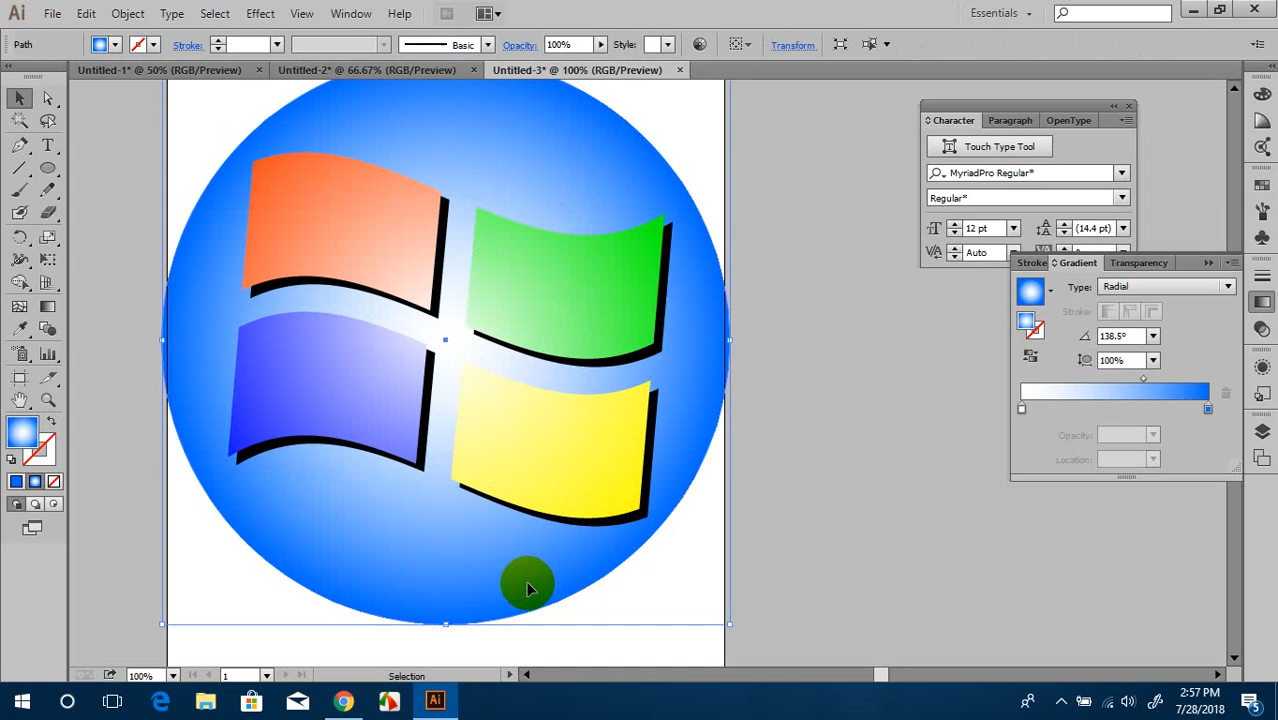 Ai File Edit Object Type Select Effect View Window Help Br Essentials
Path Stroke: Basic Opacity: 100% Style: Transform
Untitled-1* @ 50% (RGB/Preview) × Untitled-2* @ 66.67% (RGB/Preview) × Untitled-3* @ 100% (RGB/Preview) ×
Character Paragraph OpenType
Touch Type Tool
MyriadPro Regular*
Regular*
12 pt (14.4 pt)
Auto
Stroke Gradient Transparency
Type: Radial
Stroke:
138.5°
100%
Opacity:
Location:
100% 1 Selection
Ai 2:57 PM
7/28/2018 5